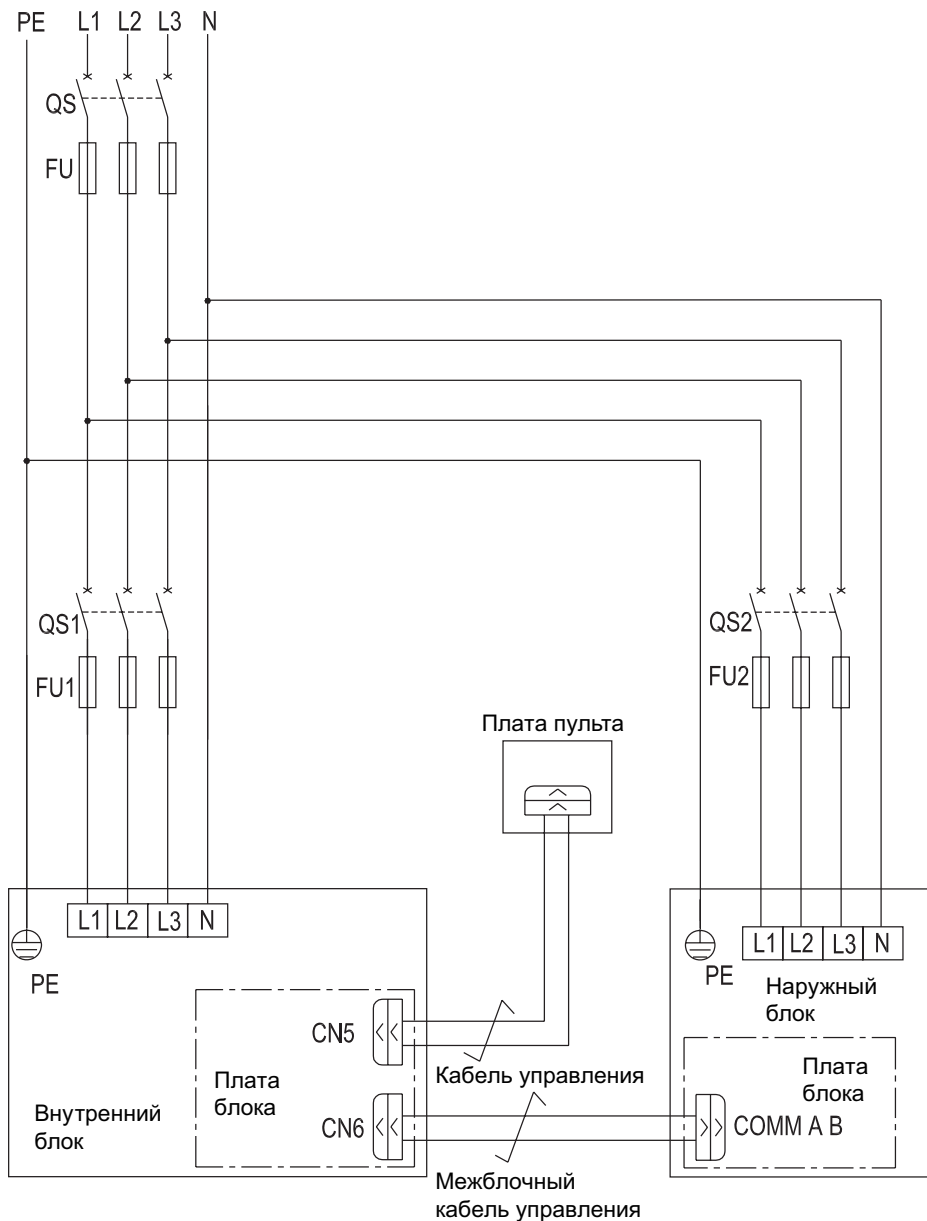 PE L1 L2 L3 N
QS
FU
QS1
FU1
QS2
FU2
Плата пульта
L1 L2 L3 N
PE
L1 L2 L3 N
PE
Наружный
блок
CN5
Плата
блока
Кабель управления
Плата
блока
Внутренний
блок
CN6
COMM A B
Межблочный
кабель управления